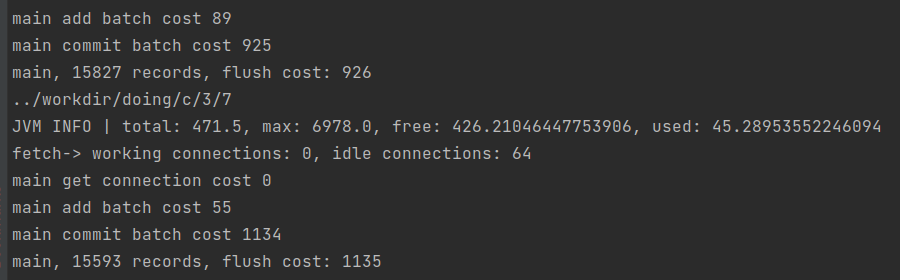 main add batch cost 89
main commit batch cost 925
main, 15827 records, flush cost: 926
../workdir/doing/c/3/7
JVM INFO | total: 471.5, max: 6978.0, free: 426.21046447753906, used: 45.28953552246094
fetch-> working connections: 0, idle connections: 64
main get connection cost 0
main add batch cost 55
main commit batch cost 1134
main, 15593 records, flush cost: 1135